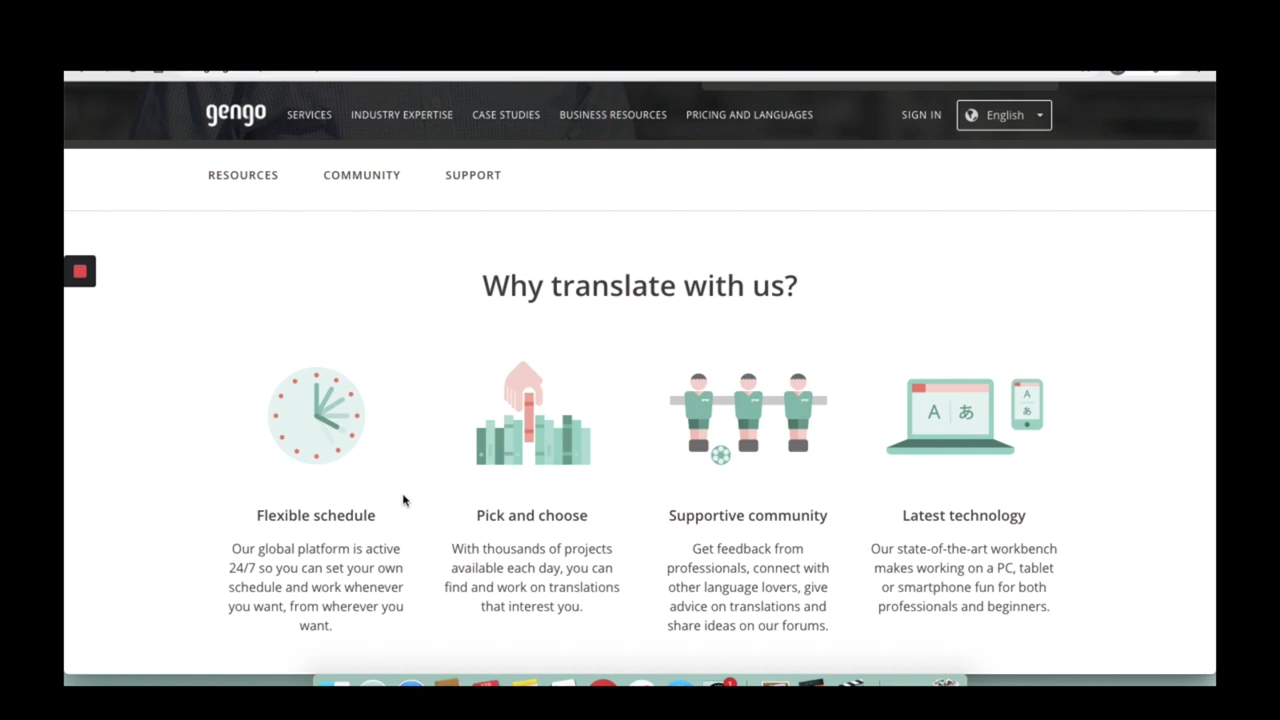 gengo SERVICES INDUSTRY EXPERTISE CASE STUDIES BUSINESS RESOURCES PRICING AND LANGUAGES SIGN IN English
RESOURCES COMMUNITY SUPPORT
Why translate with us?
A あ
A
あ
Flexible schedule
Our global platform is active
24/7 so you can set your own
schedule and work whenever
you want, from wherever you
want.
Pick and choose
With thousands of projects
available each day, you can
find and work on translations
that interest you.
Supportive community
Get feedback from
professionals, connect with
other language lovers, give
advice on translations and
share ideas on our forums.
Latest technology
Our state-of-the-art workbench
makes working on a PC, tablet
or smartphone fun for both
professionals and beginners.
1